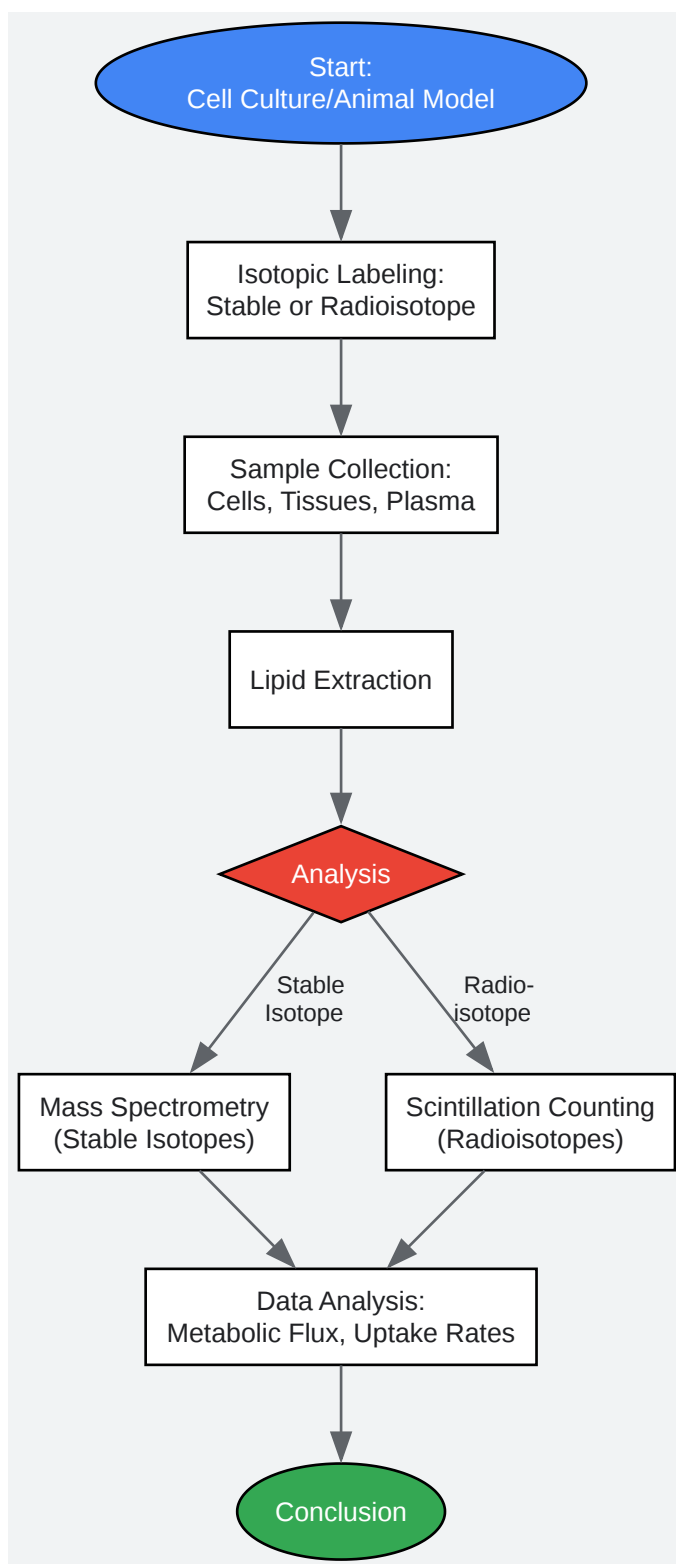 Start:
Cell Culture/Animal Model
Isotopic Labeling:
Stable or Radioisotope
Sample Collection:
Cells, Tissues, Plasma
Lipid Extraction
Analysis
Stable
Isotope
Radio-
isotope
Mass Spectrometry
(Stable Isotopes)
Scintillation Counting
(Radioisotopes)
Data Analysis:
Metabolic Flux, Uptake Rates
Conclusion